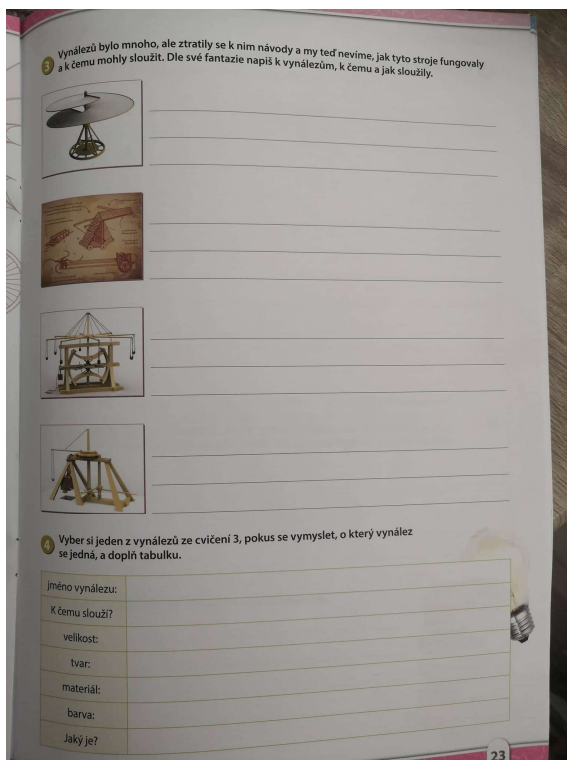 3 Vynálezů bylo mnoho, ale ztratily se k nim návody a my teď nevíme, jak tyto stroje fungovaly
a k čemu mohly sloužit. Dle své fantazie napiš k vynálezům, k čemu a jak sloužily.
4 Vyber si jeden z vynálezů ze cvičení 3, pokus se vymyslet, o který vynález
se jedná, a doplň tabulku.
jméno vynálezu:
K čemu slouží?
velikost:
tvar:
materiál:
barva:
Jaký je?
23